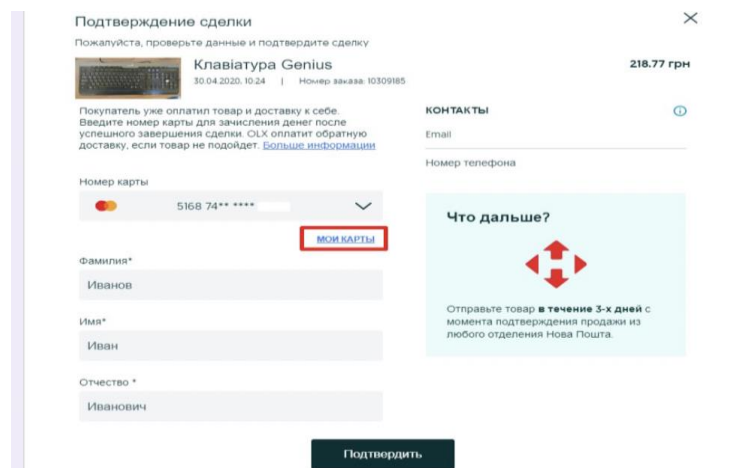 Подтверждение сделки
Пожалуйста, проверьте данные и подтвердите сделку
Клавіатура Genius
218.77 грн
30.04.2020, 10:24 | Номер заказа: 10309185
Покупатель уже оплатил товар и доставку к себе.
Введите номер карты для зачисления денег после
успешного завершения сделки. OLX оплатит обратную
доставку, если товар не подойдет. Больше информации
Номер карты
5168 74** ****
МОИ КАРТЫ
Фамилия*
Иванов
Имя*
Иван
Отчество *
Иванович
КОНТАКТЫ
Email
Номер телефона
Что дальше?
Отправьте товар в течение 3-х дней с
момента подтверждения продажи из
любого отделения Нова Пошта.
Подтвердить